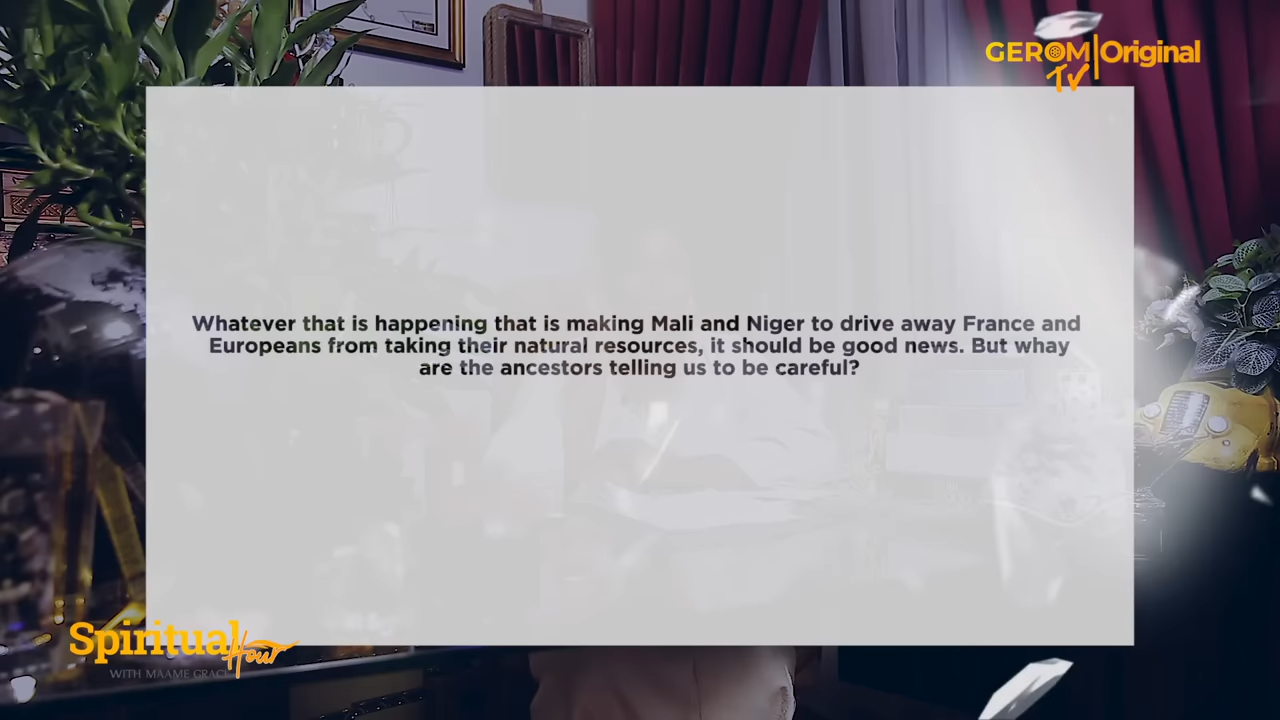 GEROM Original
TV
Whatever that is happening that is making Mali and Niger to drive away France and
Europeans from taking their natural resources, it should be good news. But whay
are the ancestors telling us to be careful?
Spiritual
Hour
WITH MAAME GRACE